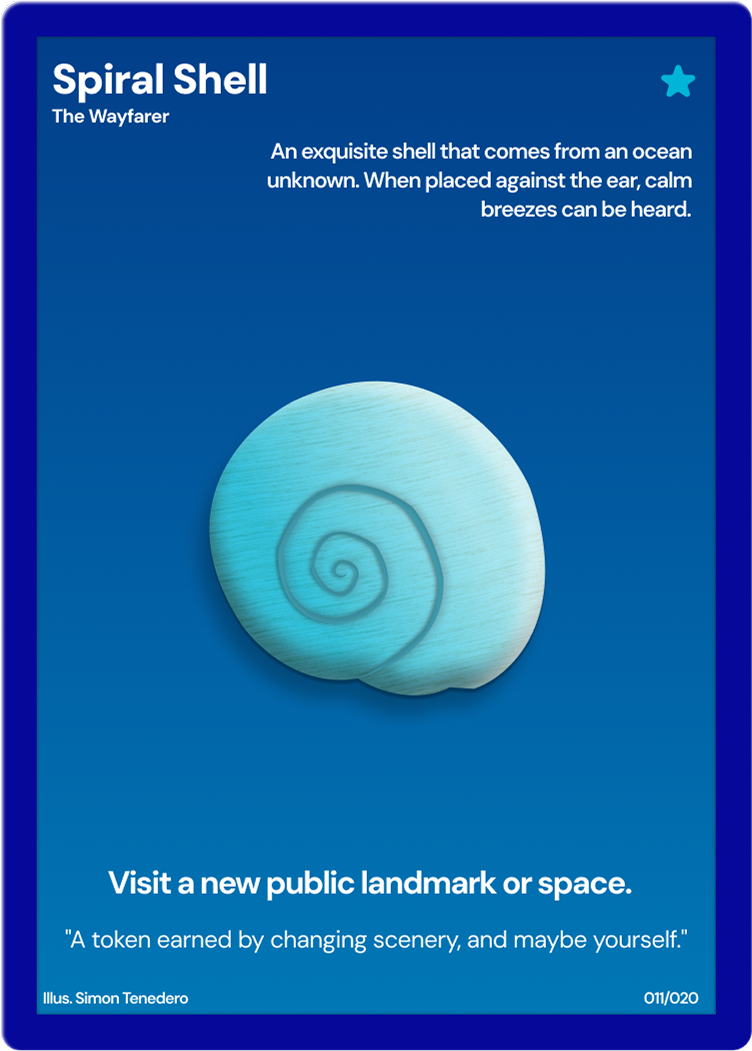 Spiral Shell
The Wayfarer
An exquisite shell that comes from an ocean
unknown. When placed against the ear, calm
breezes can be heard.
Visit a new public landmark or space.
"A token earned by changing scenery, and maybe yourself."
Illus. Simon Tenedero
011/020